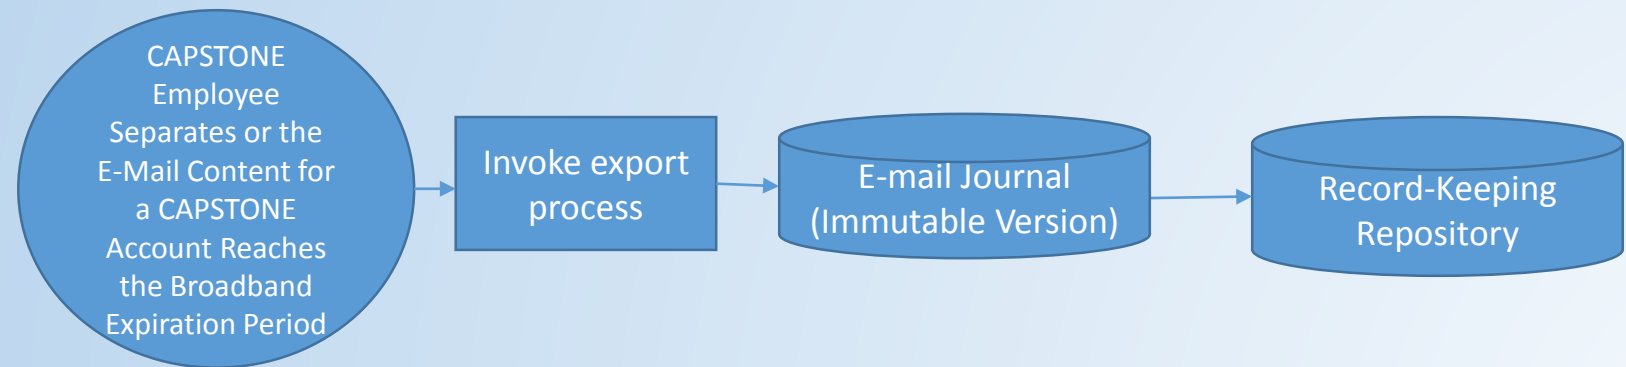 CAPSTONE
Employee
Separates or the
E-Mail Content for
a CAPSTONE
Account Reaches
the Broadband
Expiration Period
Invoke export
process
E-mail Journal
(Immutable Version)
Record-Keeping
Repository